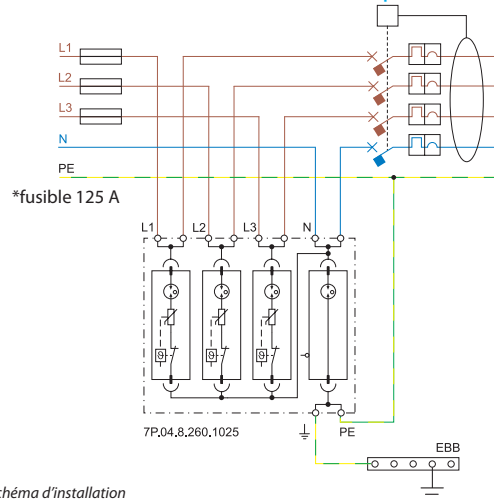 L1
L2
L3
N
PE
*fusible 125 A
L1 L2 L3 N
7P.04.8.260.1025 PE
EBB
chéma d'installation